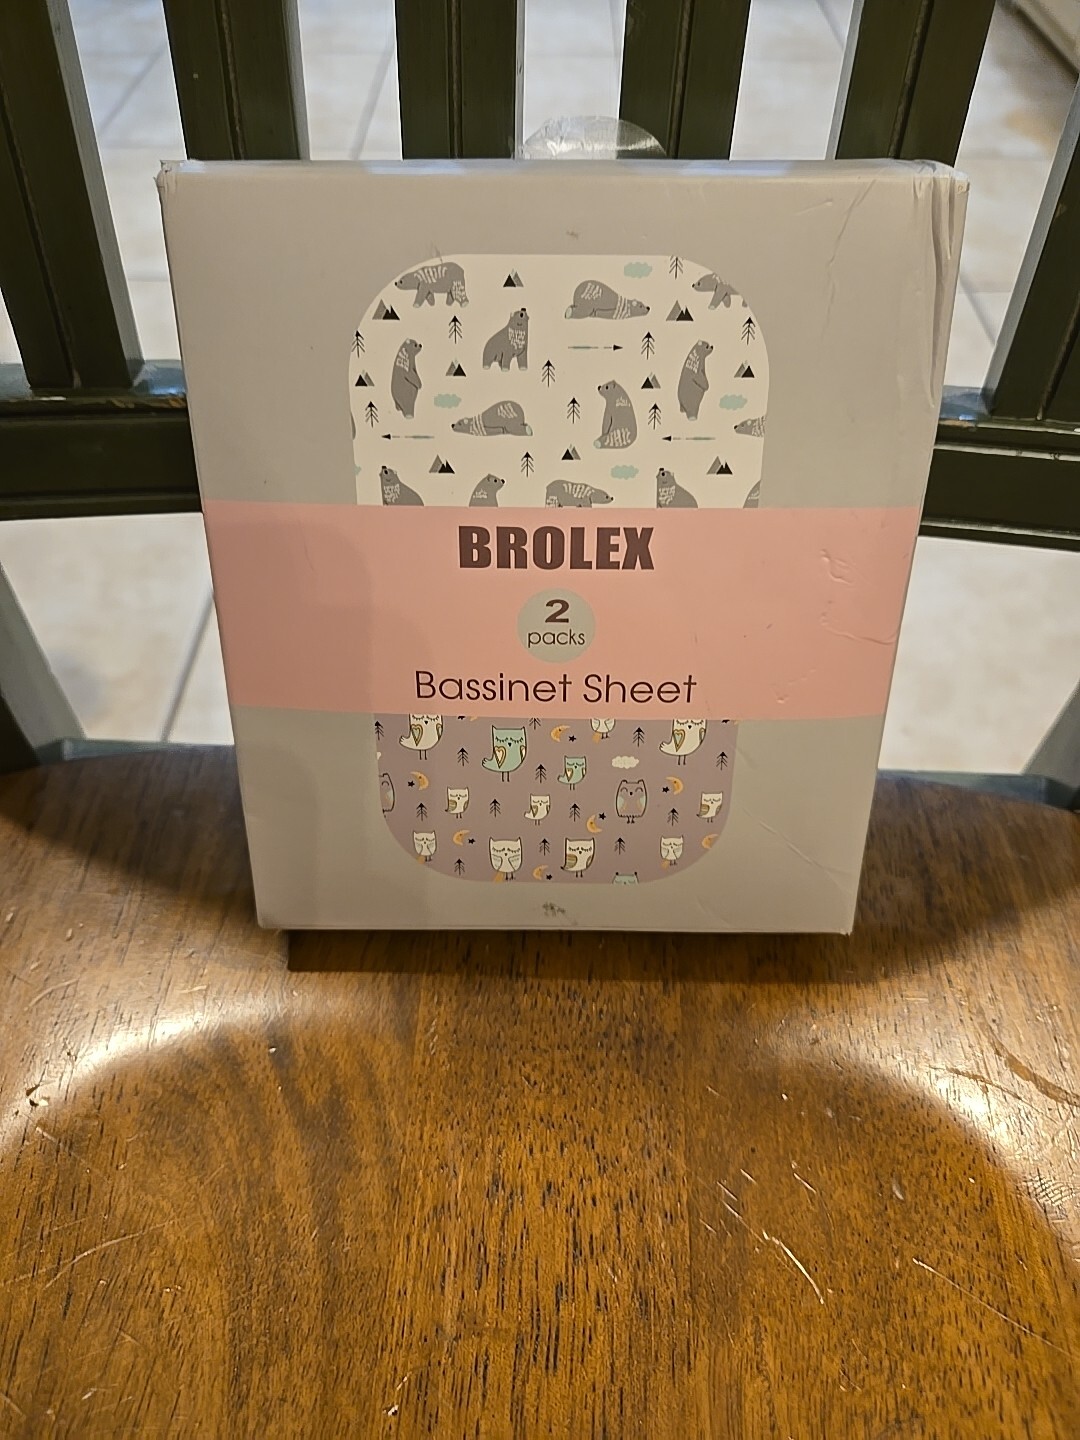 BROLEX
2
packs
Bassinet Sheet